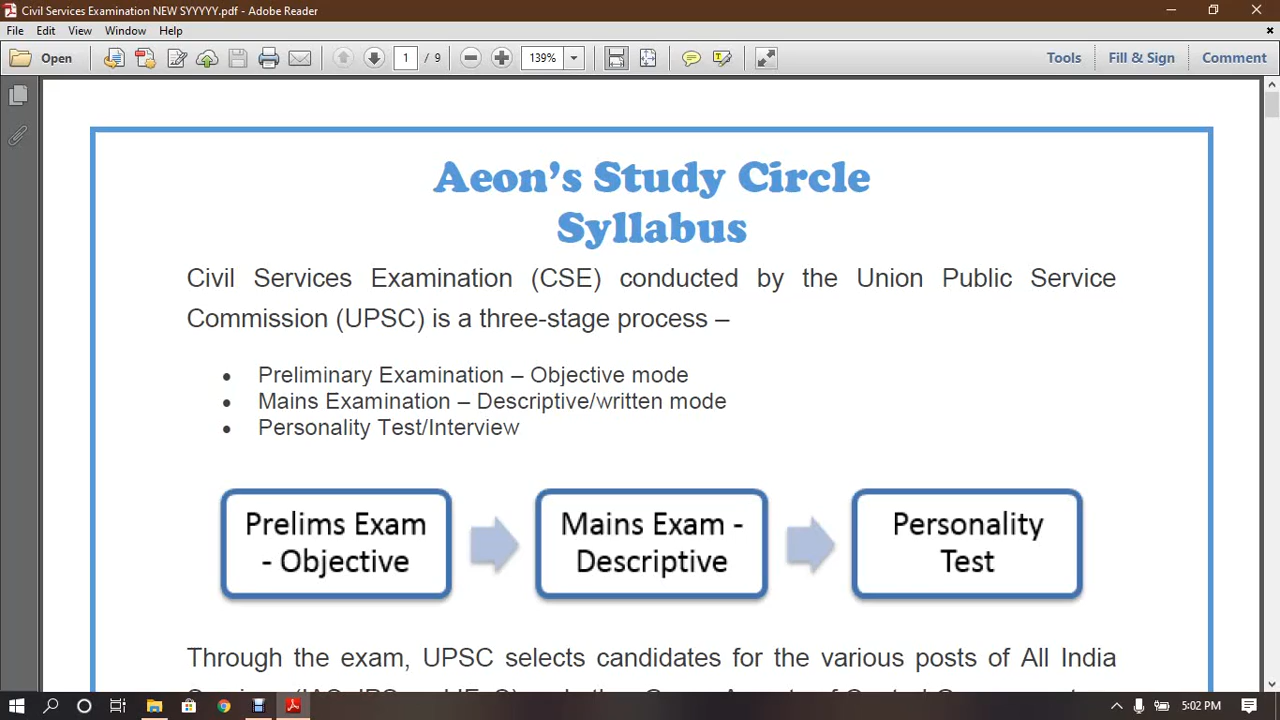 Civil Services Examination NEW SYYYYY.pdf - Adobe Reader
File Edit View Window Help
Open 1 / 9 139% Tools Fill & Sign Comment
Aeon's Study Circle
Syllabus
Civil Services Examination (CSE) conducted by the Union Public Service
Commission (UPSC) is a three-stage process –
• Preliminary Examination – Objective mode
• Mains Examination – Descriptive/written mode
• Personality Test/Interview
Prelims Exam
- Objective
Mains Exam -
Descriptive
Personality
Test
Through the exam, UPSC selects candidates for the various posts of All India
5:02 PM